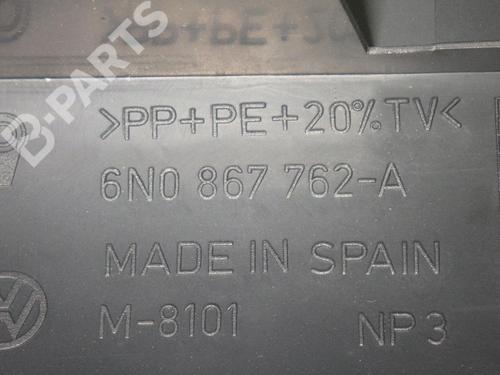 B-PARTS
>PP+PE+20%TV<
6N0 867 762-A
MADE IN SPAIN
M-8101 NP3